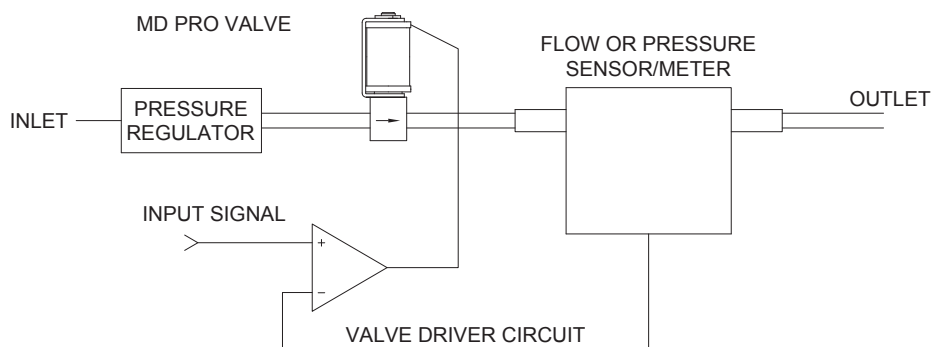 MD PRO VALVE
FLOW OR PRESSURE
SENSOR/METER
OUTLET
INLET
PRESSURE
REGULATOR
INPUT SIGNAL
+
−
VALVE DRIVER CIRCUIT